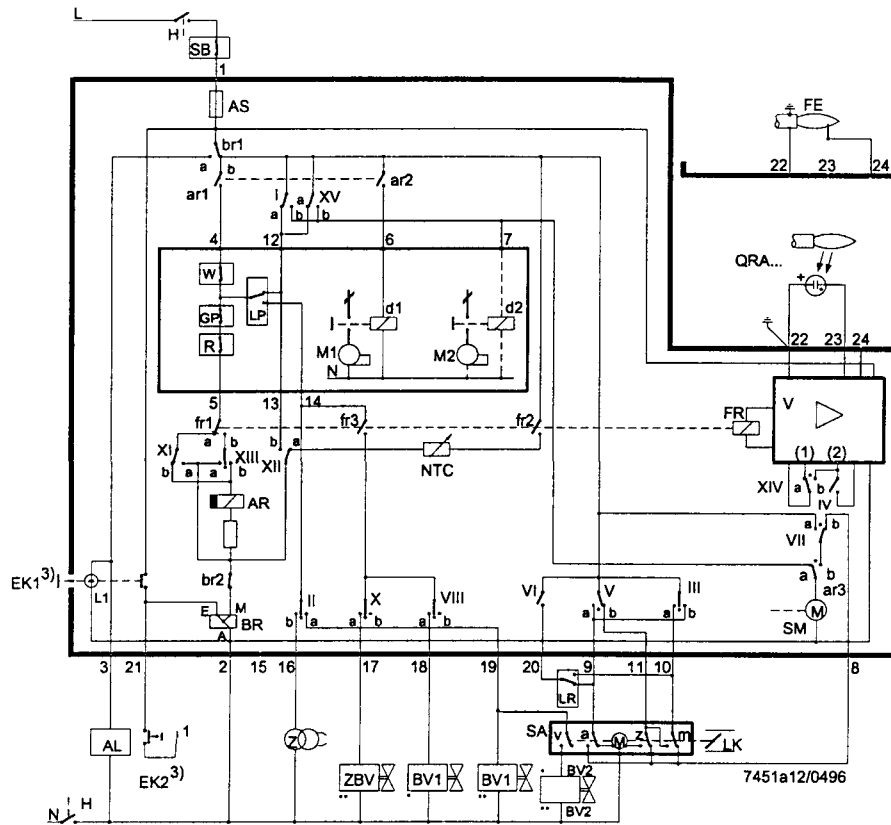 L
H
SB
1
AS
FE
br1
a b
22 23 24
ar1
ar2
I
XV
a b a b
4 12 6 7
QRA...
+
W
LP
d1
d2
GP
22 23 24
R
M1
M2
N
5 13 14
V
fr1
fr3
fr2
FR
a b
b a
(1) (2)
XI
XIII
XII
NTC
b a a b
XIV
a b
IV
AR
a b
VII
EK1³⁾
L1
br2
a b
ar3
VI
V
III
E M
II
X
VIII
M
BR
b a
a b
a b
a b
a b
SM
A
3 21 2 15 16 17 18 19 20 9 11 10 8
LR
AL
1
Z
SA
v a M z m
LK
EK2³⁾
ZBV
BV1
BV1
BV2
BV2
7451a12/0496
N
H